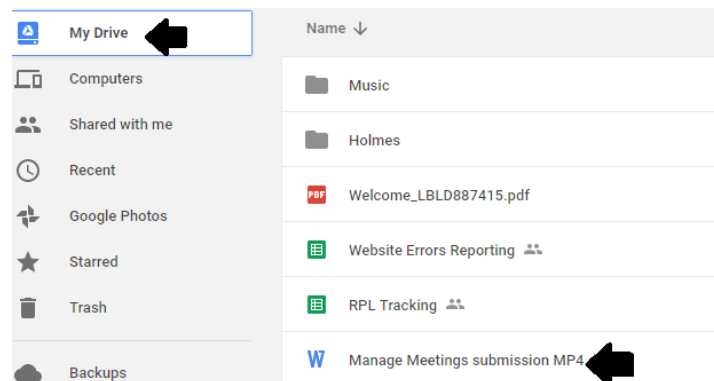 My Drive
Computers
Shared with me
Recent
Google Photos
Starred
Trash
Backups
Name
Music
Holmes
PDF
Welcome_LBLD887415.pdf
Website Errors Reporting
RPL Tracking
W
Manage Meetings submission MP4.